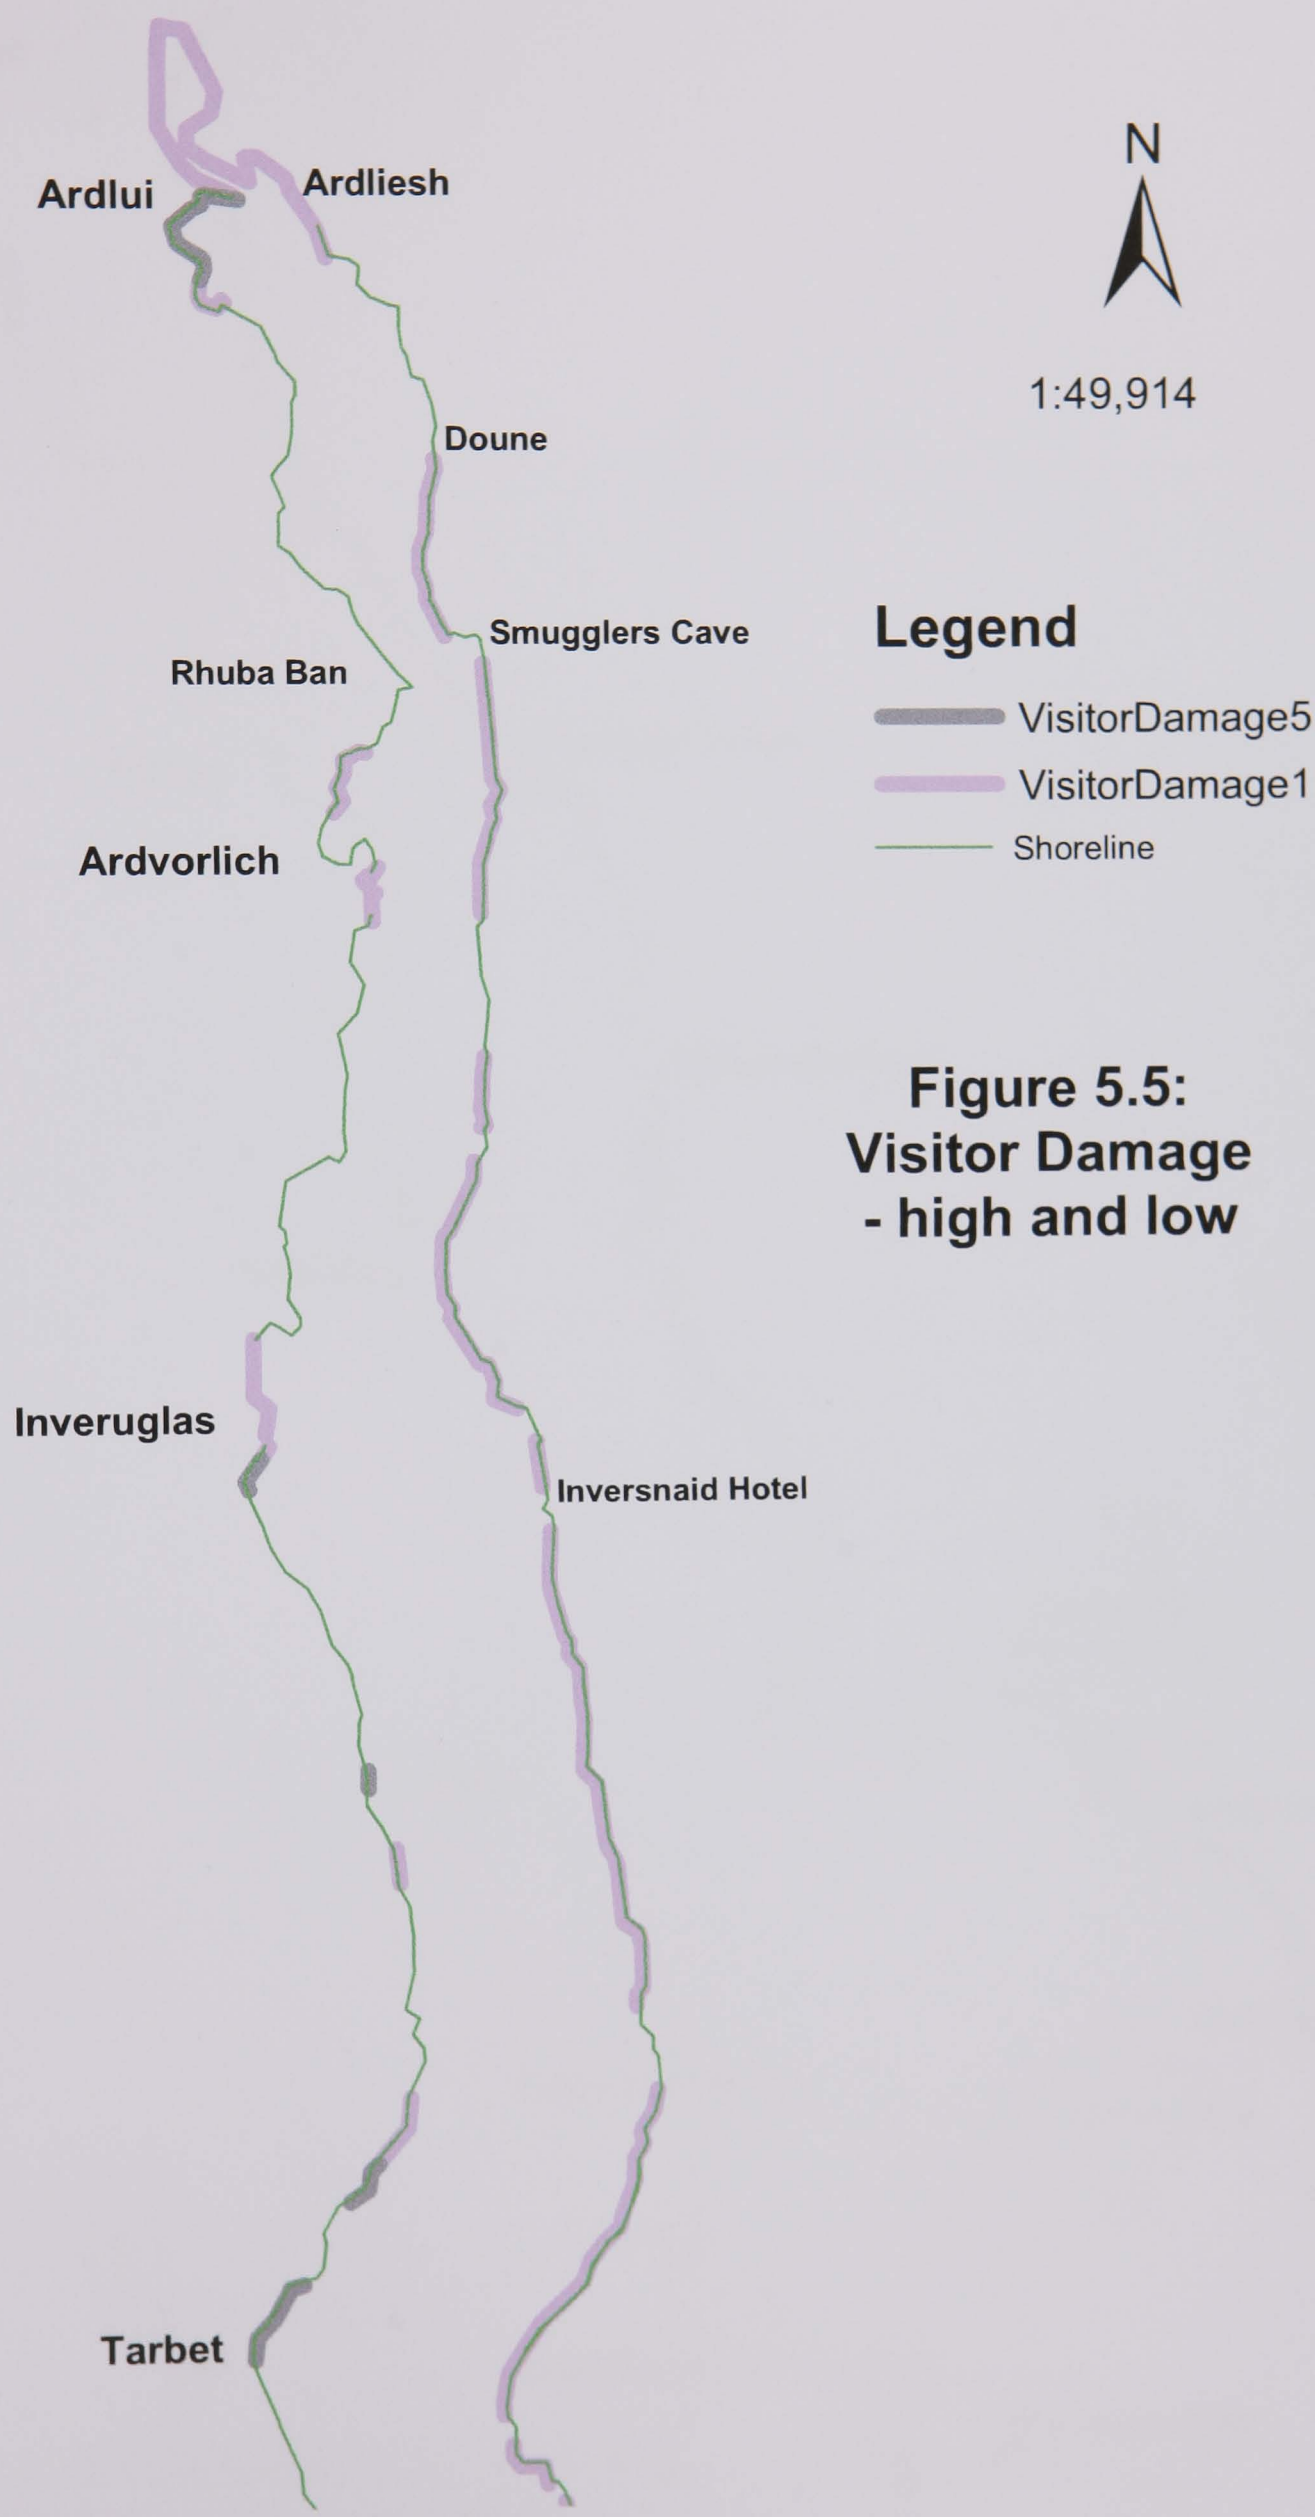 N
Ardlui
Ardliesh
1:49,914
Doune
Smugglers Cave
Rhuba Ban
Legend
VisitorDamage5
VisitorDamage1
Shoreline
Ardvorlich
Figure 5.5:
Visitor Damage
- high and low
Inveruglas
Inversnaid Hotel
Tarbet